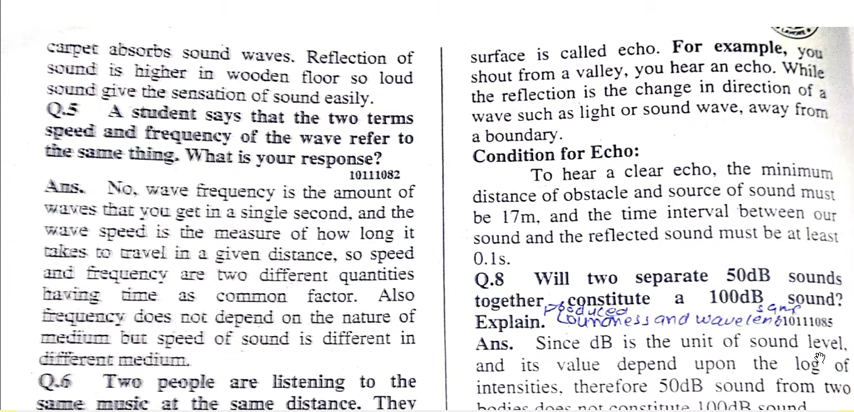 carpet absorbs sound waves. Reflection of
sound is higher in wooden floor so loud
sound give the sensation of sound easily.
Q.5 A student says that the two terms
speed and frequency of the wave refer to
the same thing. What is your response?
10111082
Ans. No, wave frequency is the amount of
waves that you get in a single second, and the
wave speed is the measure of how long it
takes to travel in a given distance, so speed
and frequency are two different quantities
having time as common factor. Also
frequency does not depend on the nature of
medium but speed of sound is different in
different medium.
Q.6 Two people are listening to the
same music at the same distance. They
surface is called echo. For example, you
shout from a valley, you hear an echo. While
the reflection is the change in direction of a
wave such as light or sound wave, away from
a boundary.
Condition for Echo:
To hear a clear echo, the minimum
distance of obstacle and source of sound must
be 17m, and the time interval between our
sound and the reflected sound must be at least
0.1s.
Q.8 Will two separate 50dB sounds
together constitute a 100dB sound?
produced
Explain. Loundness and 10111085
Ans. Since dB is the unit of sound level,
and its value depend upon the log of
intensities, therefore 50dB sound from two
bodies does not constitute 100dB sound